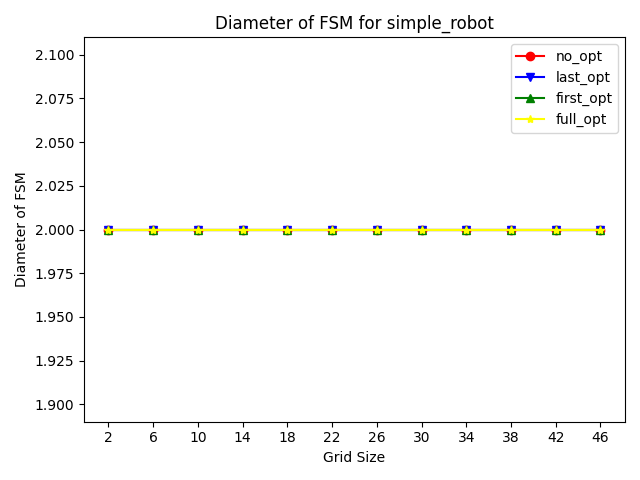 Diameter of FSM for simple_robot
no_opt
last_opt
first_opt
full_opt
Diameter of FSM
2.100
2.075
2.050
2.025
2.000
1.975
1.950
1.925
1.900
2 6 10 14 18 22 26 30 34 38 42 46
Grid Size